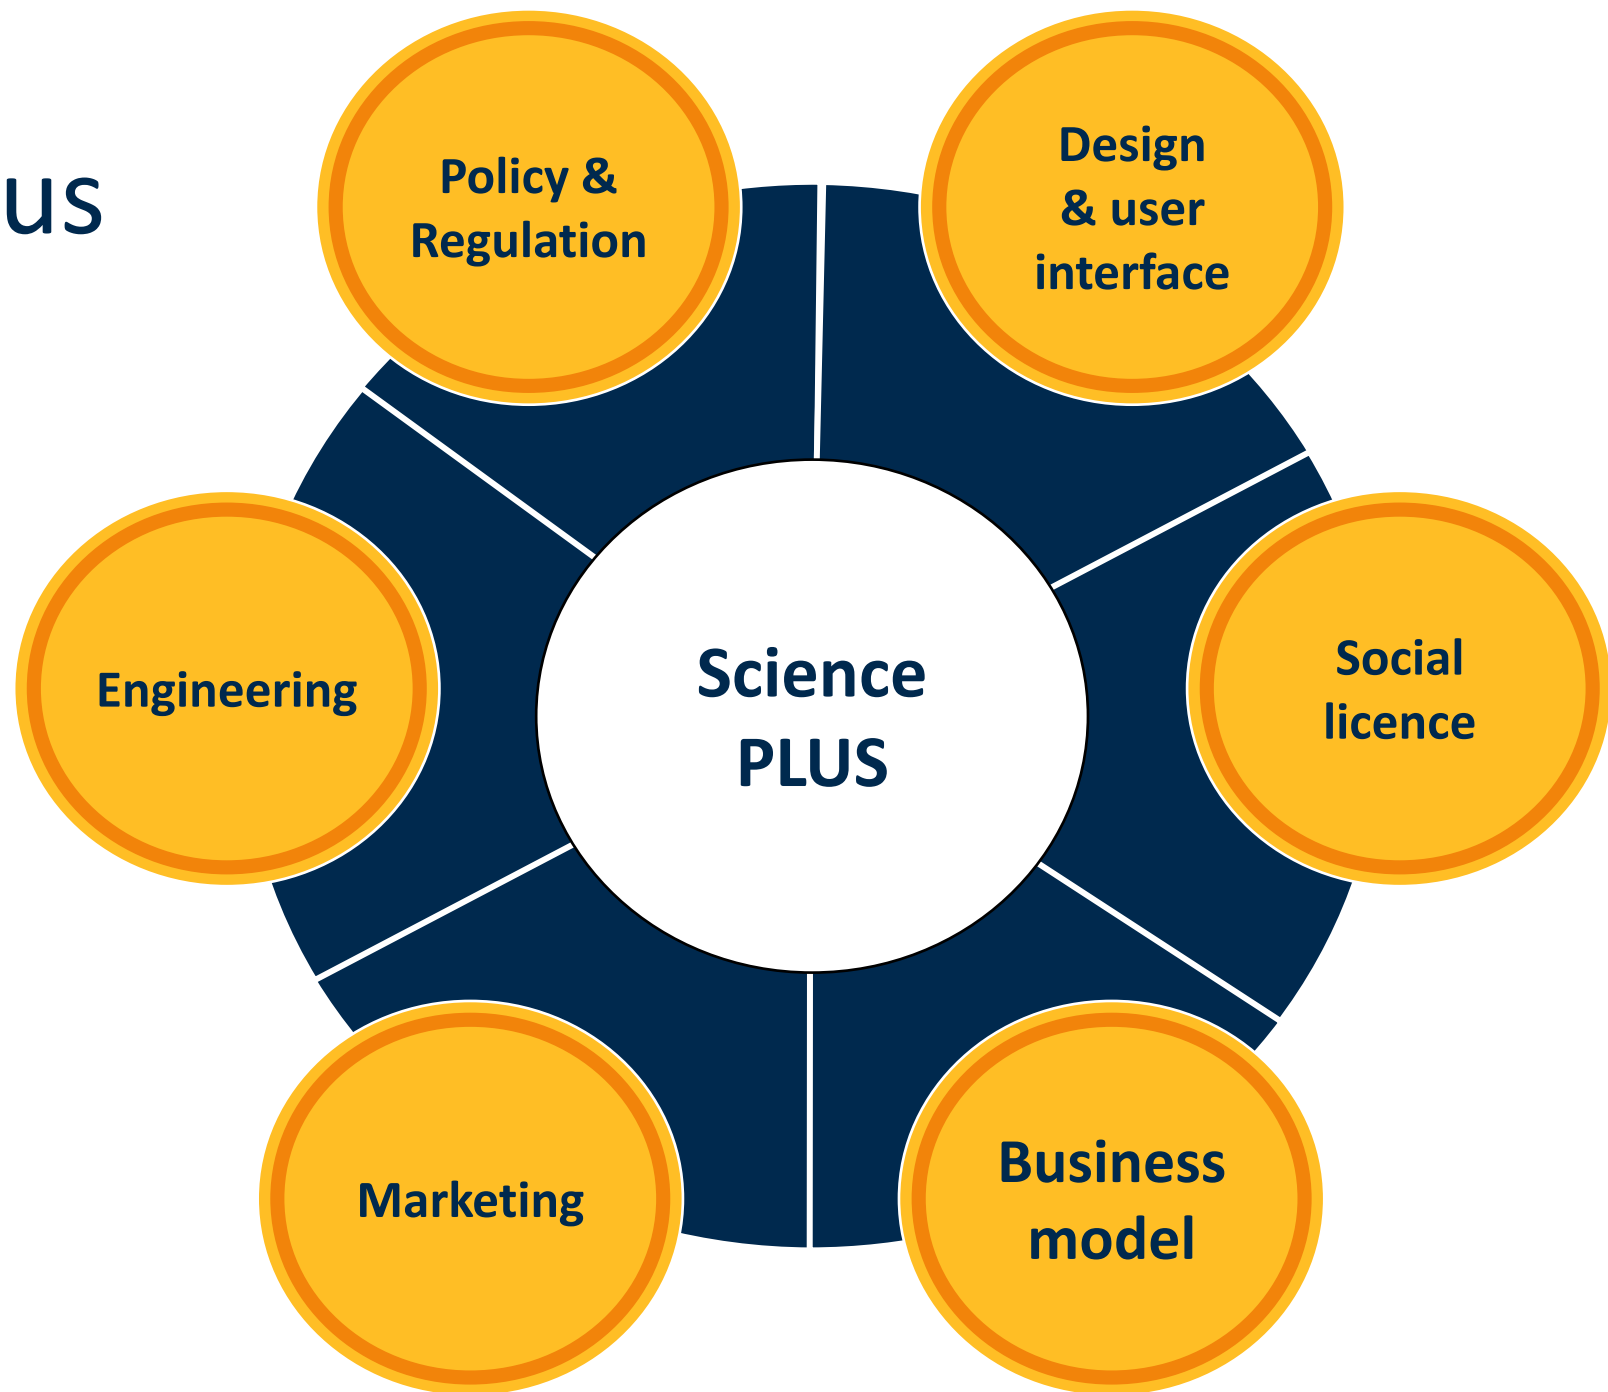 us
Policy &
Regulation
Design
& user
interface
Engineering
Science
PLUS
Social
licence
Marketing
Business
model